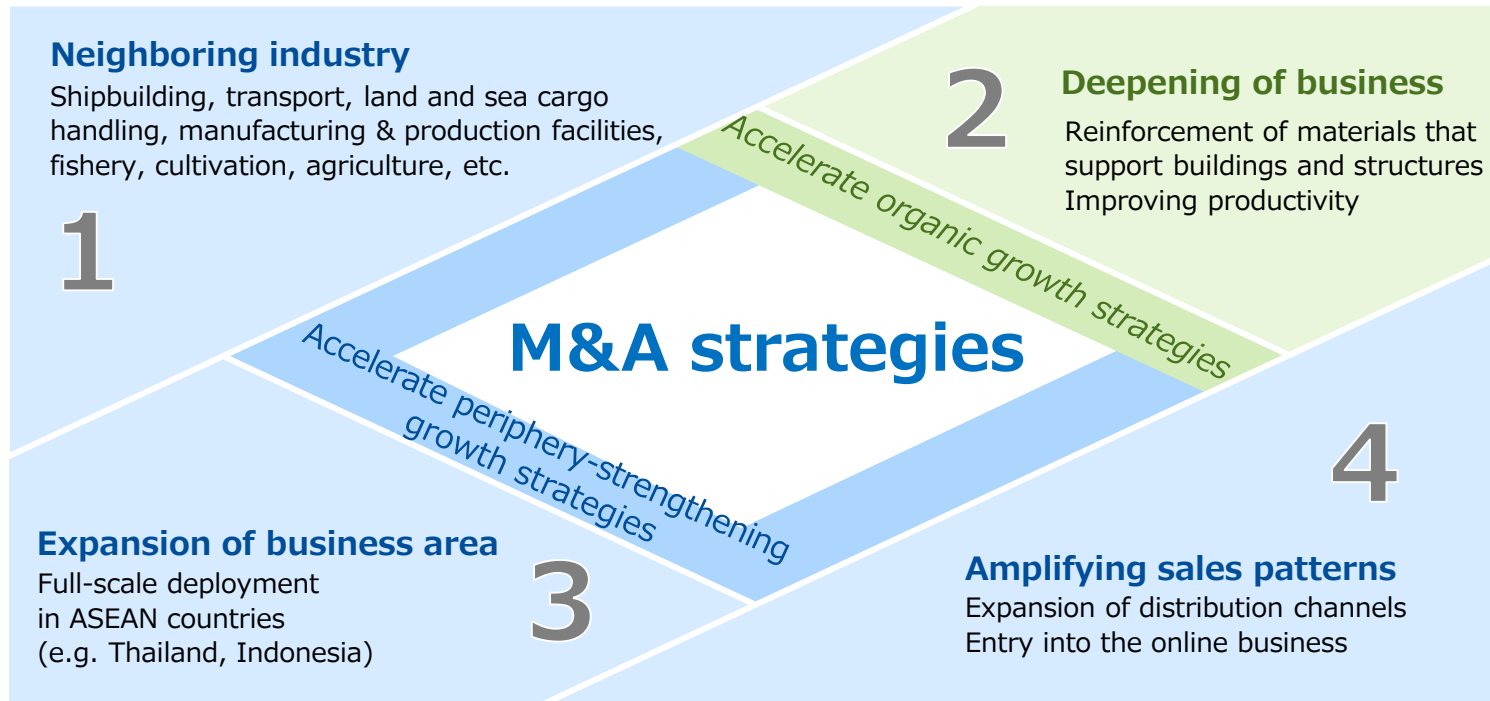 Neighboring industry
Shipbuilding, transport, land and sea cargo
handling, manufacturing & production facilities,
fishery, cultivation, agriculture, etc.
1
2
Deepening of business
Reinforcement of materials that
support buildings and structures
Improving productivity
Accelerate organic growth strategies
M&A strategies
Accelerate periphery-strengthening
growth strategies
Expansion of business area
Full-scale deployment
in ASEAN countries
(e.g. Thailand, Indonesia)
3
4
Amplifying sales patterns
Expansion of distribution channels
Entry into the online business